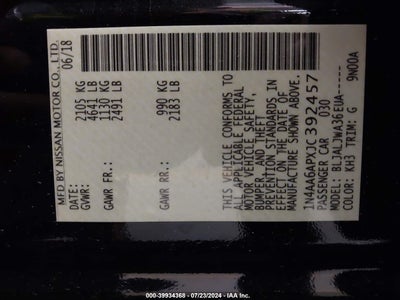 MFD BY NISSAN MOTOR CO., LTD.
DATE: 06/18
GVWR: 2105 KG
4641 LB
GAWR FR.: 1130 KG
2491 LB
GAWR RR.: 990 KG
2183 LB
THIS VEHICLE CONFORMS TO
ALL APPLICABLE FEDERAL
MOTOR VEHICLE SAFETY,
BUMPER, AND THEFT
PREVENTION STANDARDS IN
EFFECT ON THE DATE OF
MANUFACTURE SHOWN ABOVE.
1N4AA6APXJC392457
PASSENGER CAR 030
MODEL: BLJALJWA36EUA-----
COLOR: KH3 TRIM: G 9N00A
000-39934368 - 07/23/2024 - IAA, Inc.